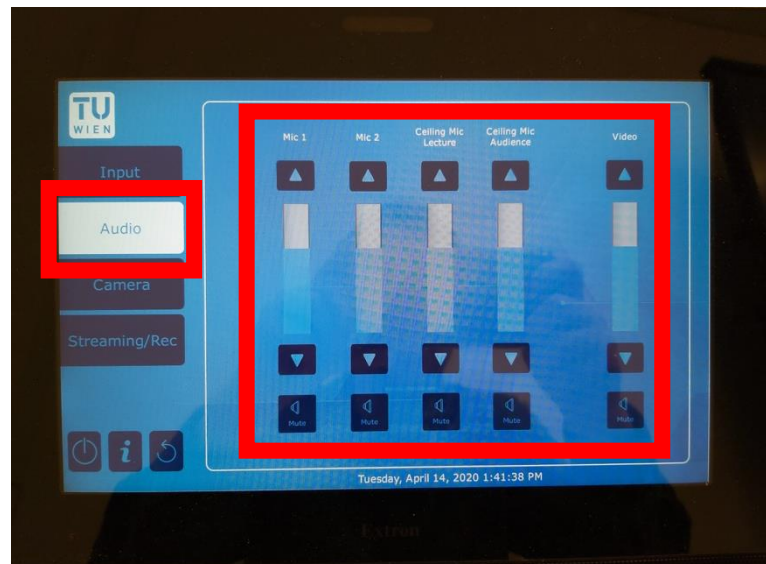 TU
WIEN
Input
Audio
Camera
Streaming/Rec
Mic 1
Mic 2
Ceiling Mic
Lecture
Ceiling Mic
Audience
Video
Mute
Mute
Mute
Mute
Mute
Tuesday, April 14, 2020 1:41:38 PM
Extron